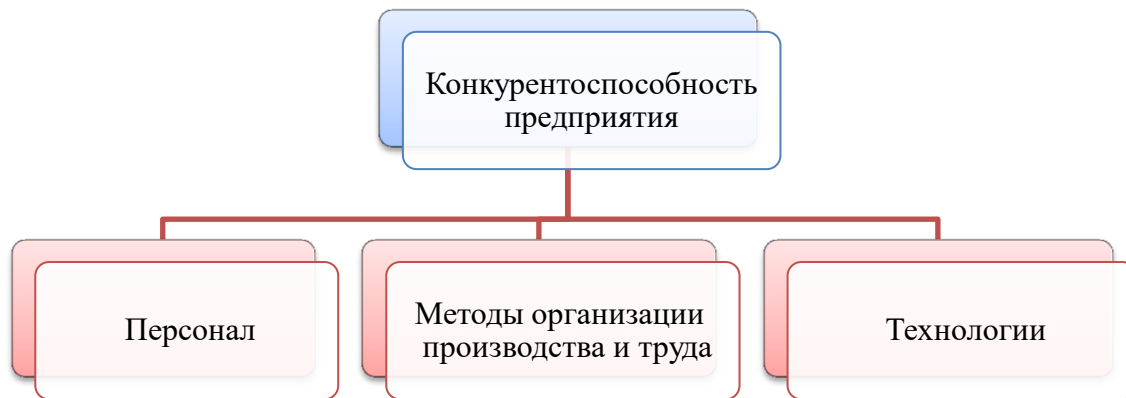 Конкурентоспособность
предприятия
Персонал
Методы организации
производства и труда
Технологии